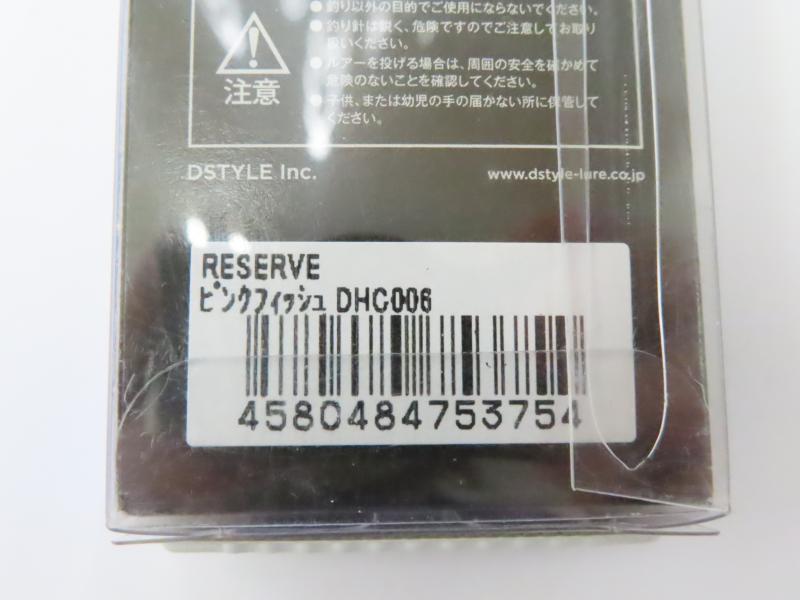 ●釣り以外の目的でご使用にならないでください。
●釣り針は鋭く、危険ですのでご注意してお取り
扱いください。
●ルアーを投げる場合は、周囲の安全を確かめて
危険のないことを確認してください。
●子供、または幼児の手の届かない所に保管して
ください。
注意
DSTYLE Inc.
www.dstyle-lure.co.jp
RESERVE
ピンクフィッシュ DHC006
4580484753754